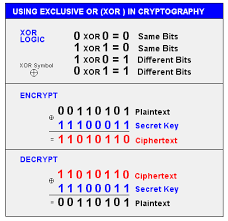 USING EXCLUSIVE OR (XOR ) IN CRYPTOGRAPHY
XOR LOGIC
0 XOR 0 = 0 Same Bits
1 XOR 1 = 0 Same Bits
1 XOR 0 = 1 Different Bits
0 XOR 1 = 1 Different Bits
XOR Symbol ⊕
ENCRYPT
0 0 1 1 0 1 0 1 Plaintext
⊕ 1 1 1 0 0 0 1 1 Secret Key
= 1 1 0 1 0 1 1 0 Ciphertext
DECRYPT
1 1 0 1 0 1 1 0 Ciphertext
⊕ 1 1 1 0 0 0 1 1 Secret Key
= 0 0 1 1 0 1 0 1 Plaintext